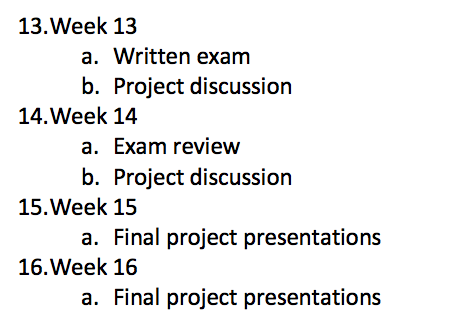 13.Week 13
a. Written exam
b. Project discussion
14.Week 14
a. Exam review
b. Project discussion
15.Week 15
a. Final project presentations
16.Week 16
a. Final project presentations